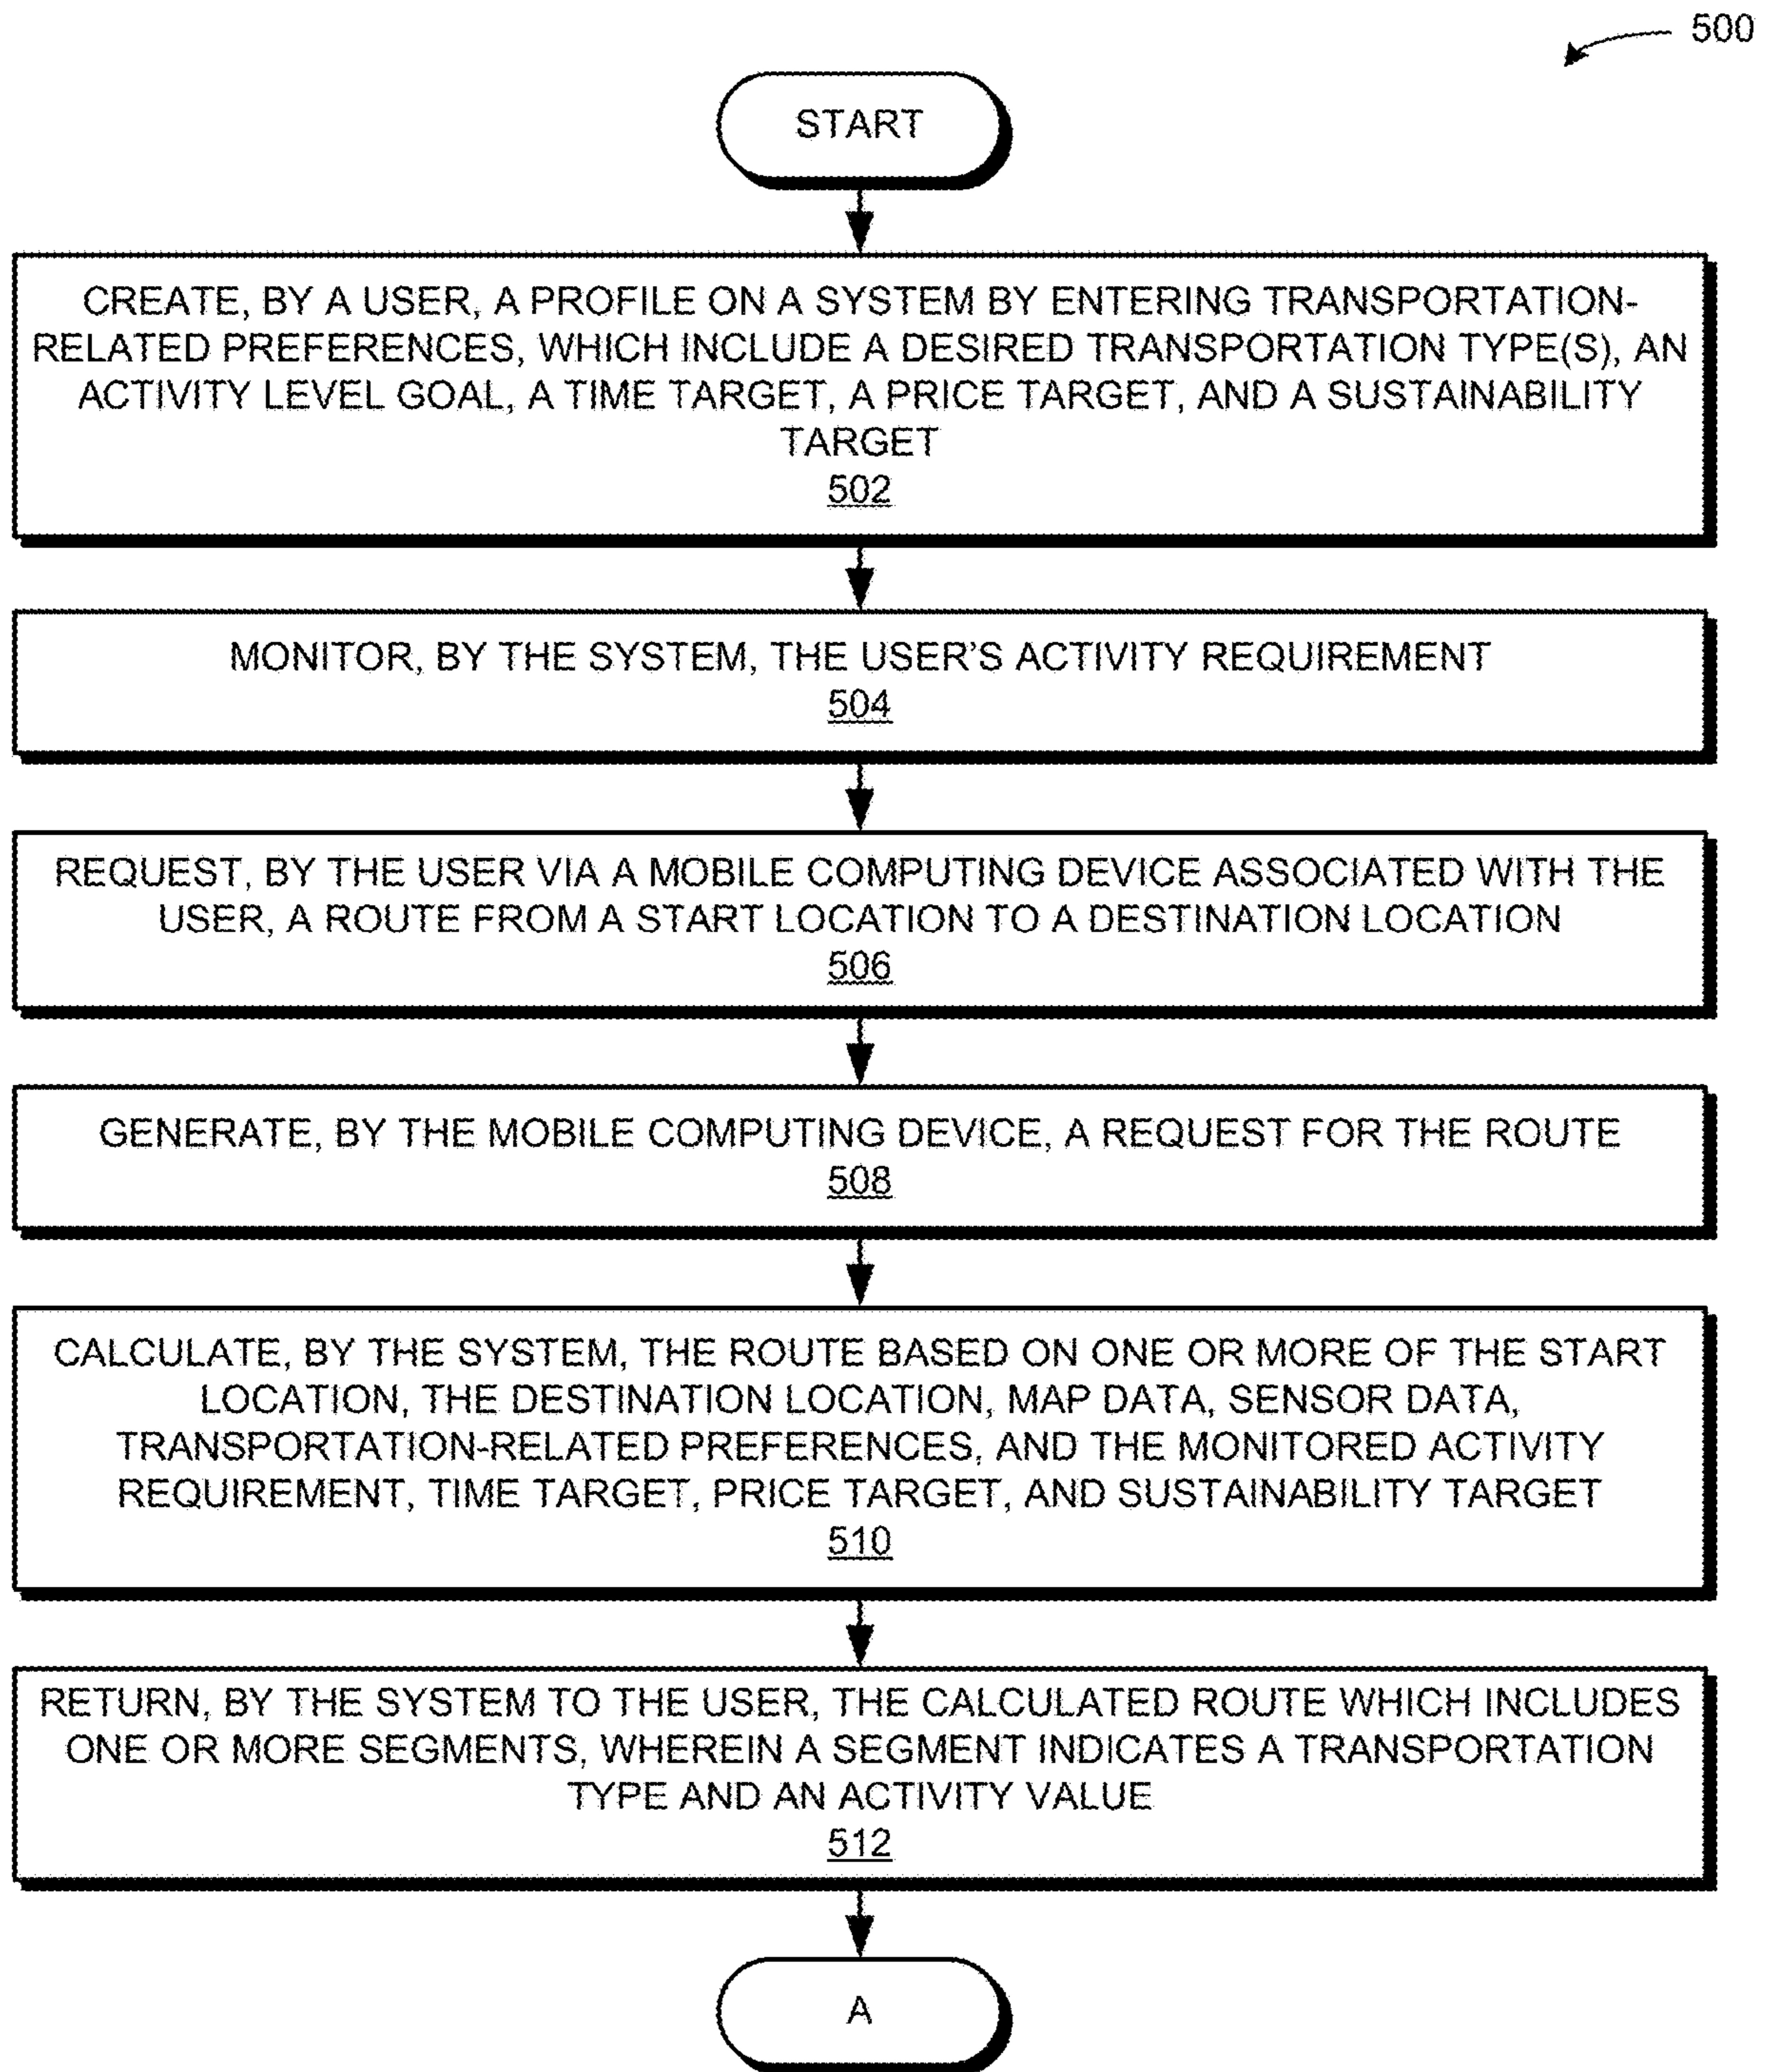 500
START
CREATE, BY A USER, A PROFILE ON A SYSTEM BY ENTERING TRANSPORTATION-
RELATED PREFERENCES, WHICH INCLUDE A DESIRED TRANSPORTATION TYPE(S), AN
ACTIVITY LEVEL GOAL, A TIME TARGET, A PRICE TARGET, AND A SUSTAINABILITY
TARGET
502
MONITOR, BY THE SYSTEM, THE USER'S ACTIVITY REQUIREMENT
504
REQUEST, BY THE USER VIA A MOBILE COMPUTING DEVICE ASSOCIATED WITH THE
USER, A ROUTE FROM A START LOCATION TO A DESTINATION LOCATION
506
GENERATE, BY THE MOBILE COMPUTING DEVICE, A REQUEST FOR THE ROUTE
508
CALCULATE, BY THE SYSTEM, THE ROUTE BASED ON ONE OR MORE OF THE START
LOCATION, THE DESTINATION LOCATION, MAP DATA, SENSOR DATA,
TRANSPORTATION-RELATED PREFERENCES, AND THE MONITORED ACTIVITY
REQUIREMENT, TIME TARGET, PRICE TARGET, AND SUSTAINABILITY TARGET
510
RETURN, BY THE SYSTEM TO THE USER, THE CALCULATED ROUTE WHICH INCLUDES
ONE OR MORE SEGMENTS, WHEREIN A SEGMENT INDICATES A TRANSPORTATION
TYPE AND AN ACTIVITY VALUE
512
A